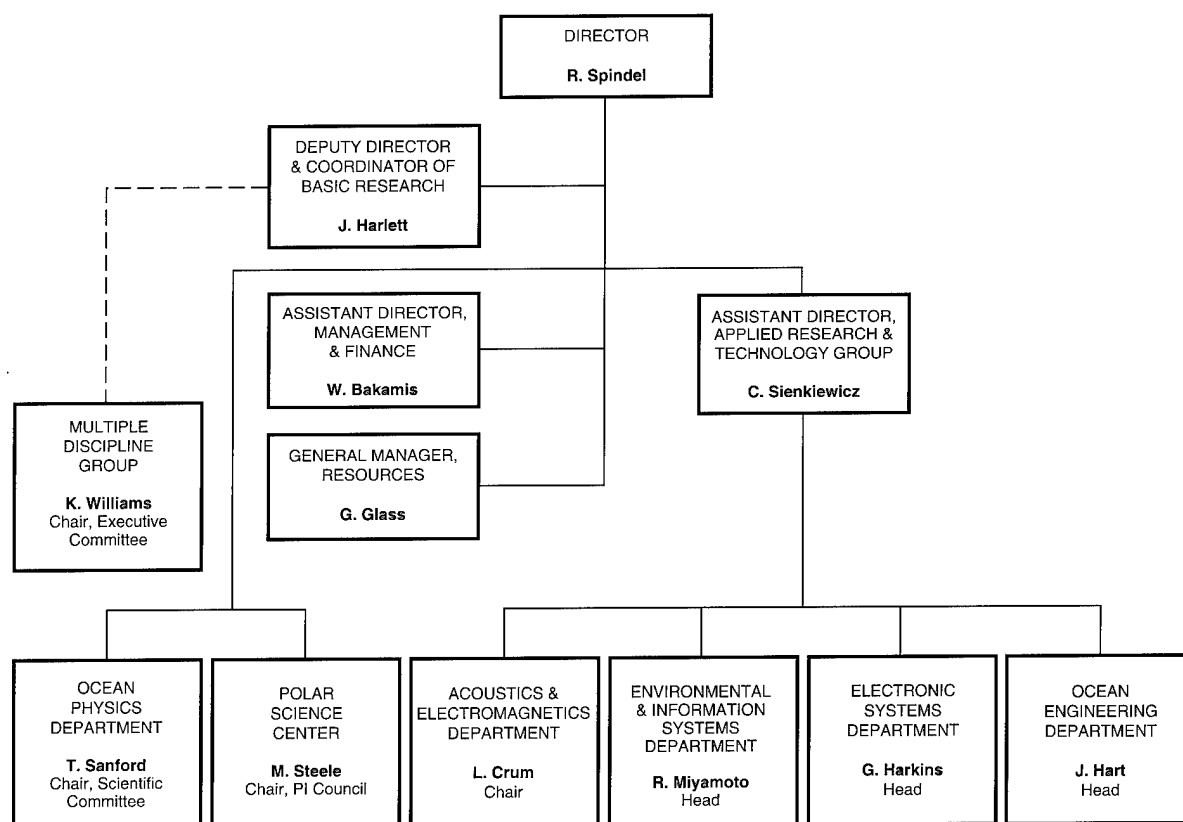 DIRECTOR
R. Spindel
DEPUTY DIRECTOR
& COORDINATOR OF
BASIC RESEARCH
J. Harlett
ASSISTANT DIRECTOR,
MANAGEMENT
& FINANCE
W. Bakamis
ASSISTANT DIRECTOR,
APPLIED RESEARCH &
TECHNOLOGY GROUP
C. Sienkiewicz
MULTIPLE
DISCIPLINE
GROUP
K. Williams
Chair, Executive
Committee
GENERAL MANAGER,
RESOURCES
G. Glass
OCEAN
PHYSICS
DEPARTMENT
T. Sanford
Chair, Scientific
Committee
POLAR
SCIENCE
CENTER
M. Steele
Chair, PI Council
ACOUSTICS &
ELECTROMAGNETICS
DEPARTMENT
L. Crum
Chair
ENVIRONMENTAL
& INFORMATION
SYSTEMS
DEPARTMENT
R. Miyamoto
Head
ELECTRONIC
SYSTEMS
DEPARTMENT
G. Harkins
Head
OCEAN
ENGINEERING
DEPARTMENT
J. Hart
Head